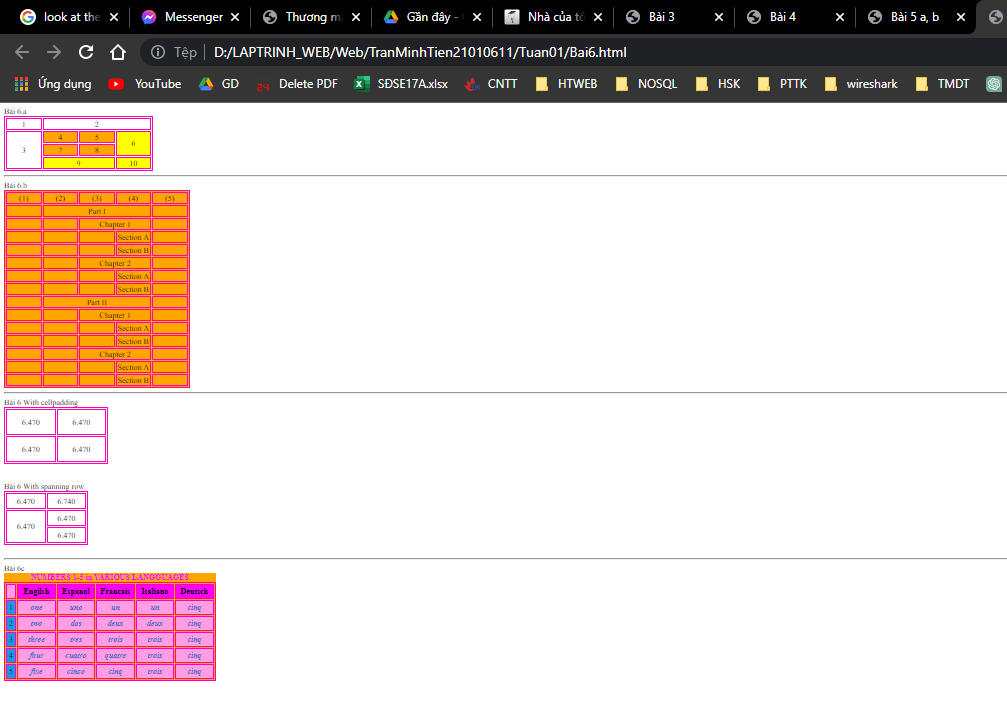 look at the
Messenger
Thương m
Gần đây -
Nhà của tô
Bài 3
Bài 4
Bài 5 a, b
Tệp D:/LAPTRINH_WEB/Web/TranMinhTien21010611/Tuan01/Bai6.html
Ứng dụng YouTube GD 24 Delete PDF SĐSE17A.xlsx CNTT HTWEB NOSQL HSK PTTK wireshark TMDT
Bài 6.a
1 2
3 4 5 6
7 8
9 10
Bài 6.b
(1) (2) (3) (4) (5)
Part I
Chapter 1
Section A
Section B
Chapter 2
Section A
Section B
Part II
Chapter 1
Section A
Section B
Chapter 2
Section A
Section B
Bài 6 With cellpadding
6.470 6.470
6.470 6.470
Bài 6 With spanning row
6.470 6.740
6.470 6.470
6.470
Bài 6c
NUMBERS 1-5 in VARIOUS LANGGUAGES
Engilsh Espanol Francais Italiano Deutsch
1 one uno un un cinq
2 two dos deux deux cinq
3 three tres trois trois cinq
4 four cuatro quatre trois cinq
5 five cinco cinq trois cinq